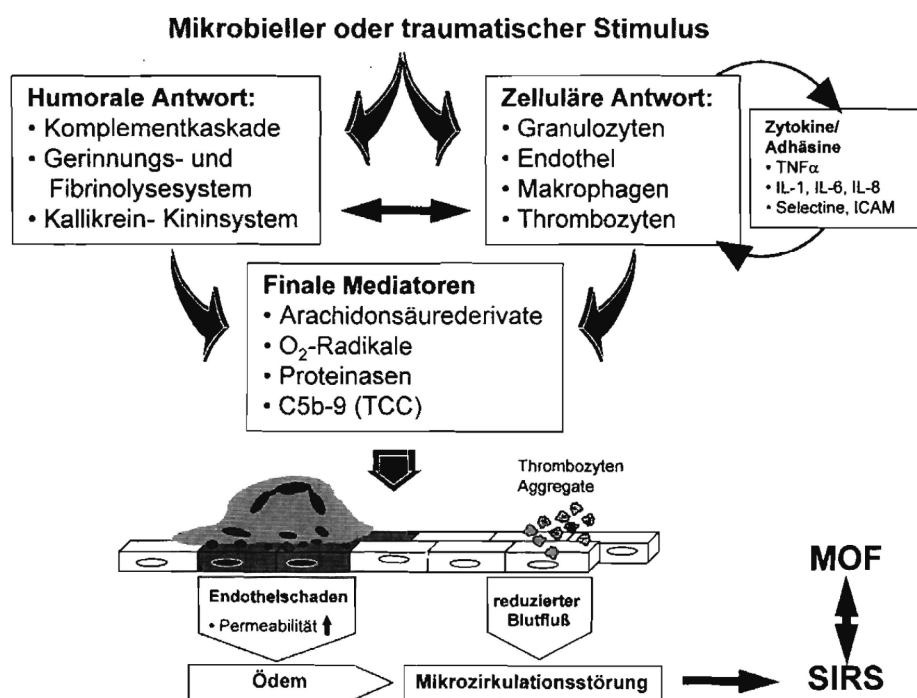 Mikrobieller oder traumatischer Stimulus
Humorale Antwort:
• Komplementkaskade
• Gerinnungs- und
Fibrinolysesystem
• Kallikrein- Kininsystem
Zelluläre Antwort:
• Granulozyten
• Endothel
• Makrophagen
• Thrombozyten
Zytokine/
Adhäsine
• TNFα
• IL-1, IL-6, IL-8
• Selectine, ICAM
Finale Mediatoren
• Arachidonsäurederivate
• O₂-Radikale
• Proteinasen
• C5b-9 (TCC)
Thrombozyten
Aggregate
Endothelschaden
• Permeabilität
reduzierter
Blutfluß
Ödem
Mikrozirkulationsstörung
MOF
SIRS